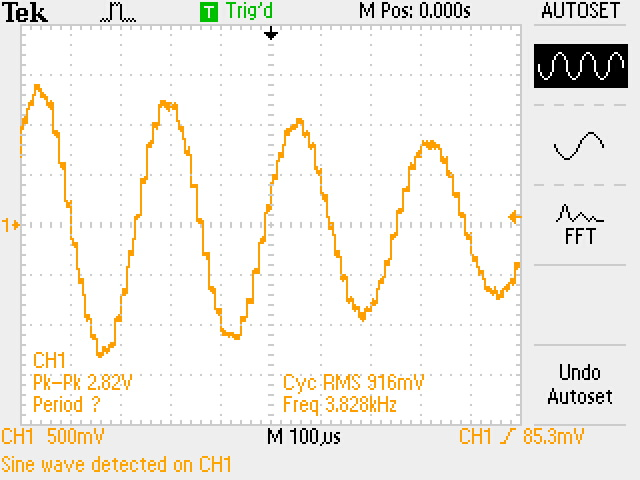 Tek T Trig'd M Pos: 0.000s AUTOSET
FFT
1
CH1
Pk-Pk 2.82V Cyc RMS 916mV
Period ? Freq 3.828kHz
Undo
Autoset
CH1 500mV M 100µs CH1 85.3mV
Sine wave detected on CH1